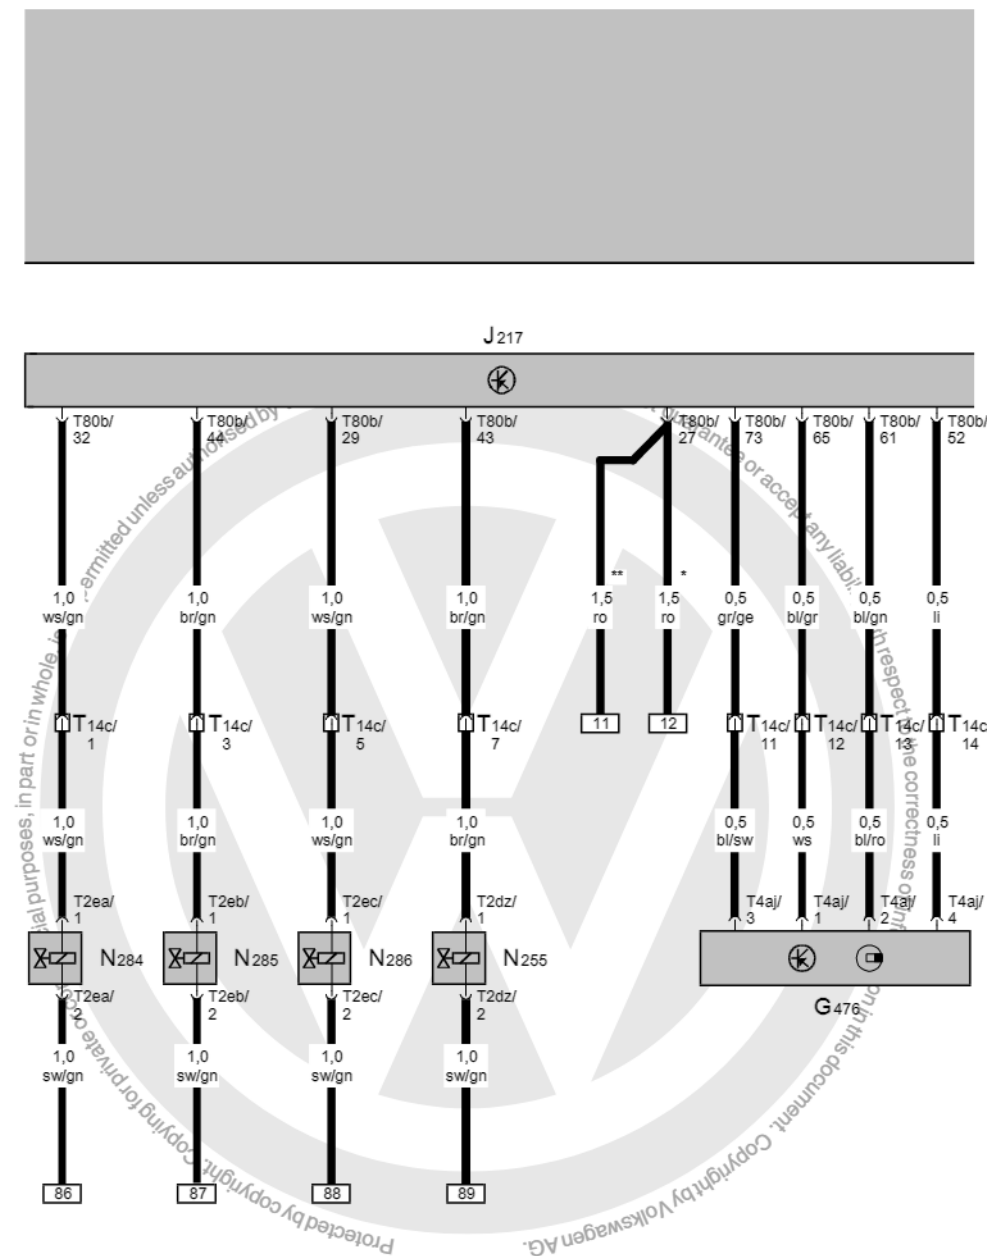 J217
T80b/ T80b/ T80b/ T80b/ T80b/ T80b/ T80b/ T80b/ T80b/
32 44 29 43 27 73 65 61 52
** *
1,0 1,0 1,0 1,0 1,5 1,5 0,5 0,5 0,5 0,5
ws/gn br/gn ws/gn br/gn ro ro gr/ge bl/gr bl/gn li
T14c/ T14c/ T14c/ T14c/ 11 12 T14c/ T14c/ T14c/ T14c
1 3 5 7 11 12 13 14
1,0 1,0 1,0 1,0 0,5 0,5 0,5 0,5
ws/gn br/gn ws/gn br/gn bl/sw ws bl/ro li
T2ea/ T2eb/ T2ec/ T2dz/ T4aj/ T4aj/ T4aj/ T4aj/
1 1 1 1 3 1 2 4
N284 N285 N286 N255
T2ea/ T2eb/ T2ec/ T2dz/
2 2 2 2
G476
1,0 1,0 1,0 1,0
sw/gn sw/gn sw/gn sw/gn
86 87 88 89
Protected by copyright. Copying for private or
cial purposes, in part or in whole, is
ermitted unless authorised by
guarantee or accept any liabil
th respect to the correctness of inf
on in this document. Copyright by Volkswagen AG.